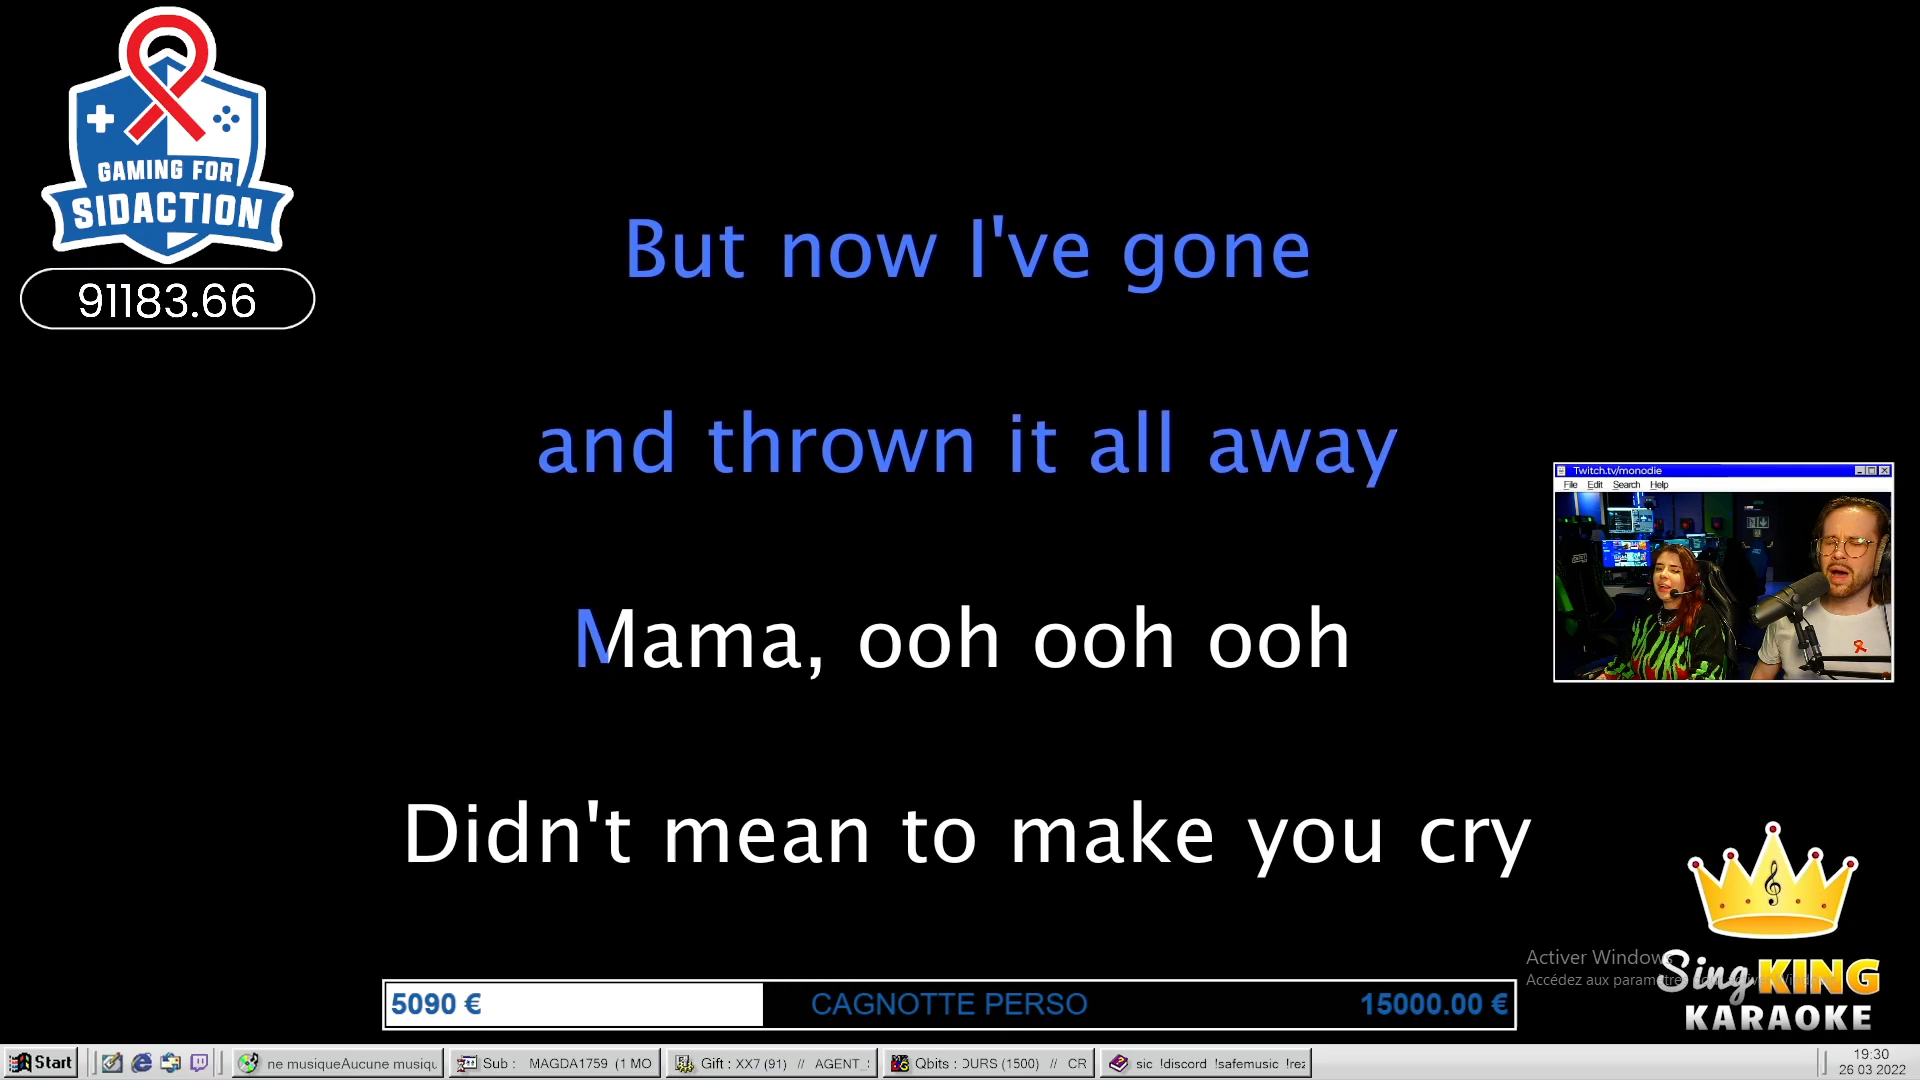 GAMING FOR
SIDACTION
91183.66
But now I've gone
and thrown it all away
Mama, ooh ooh ooh
Didn't mean to make you cry
Twitch.tv/monodie
File Edit Search Help
Activer Windows
Accédez aux
Sing KING
KARAOKE
5090 € CAGNOTTE PERSO 15000.00 €
Start
ne musiqueAucune musiqu
Sub : MAGDA1759 (1 MO
Gift : XX7 (91) // AGENT_
Qbits : OURS (1500) // CR
sic !discord !safemusic !rez
19:30
26 03 2022